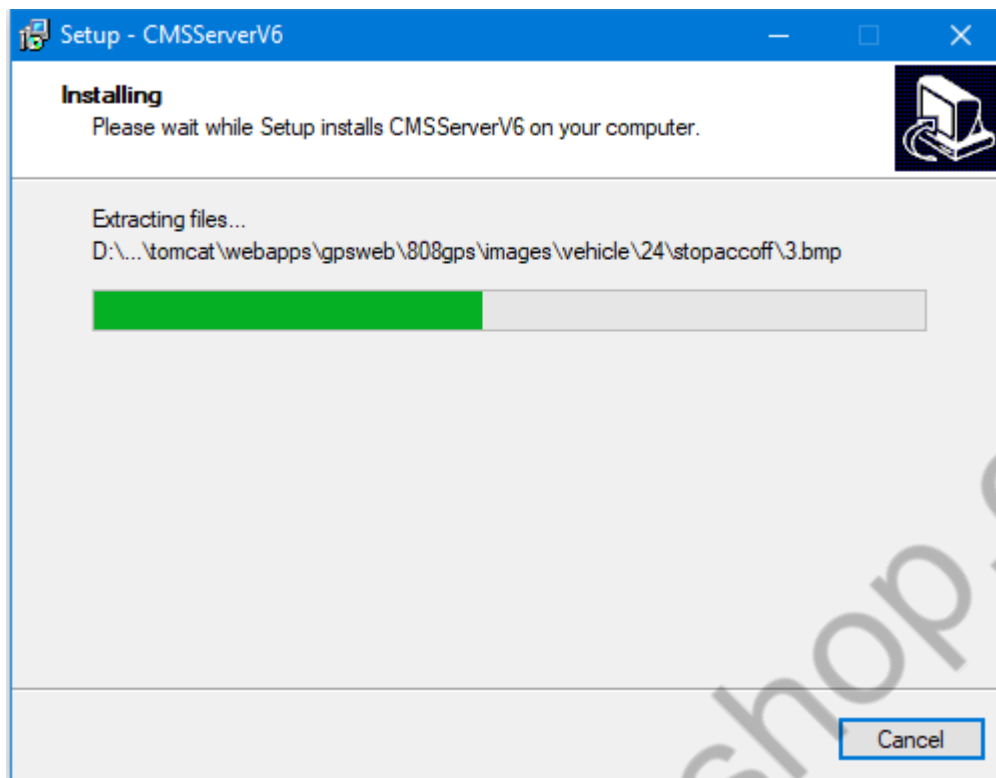 Setup - CMSServerV6
Installing
Please wait while Setup installs CMSServerV6 on your computer.
Extracting files...
D:\...\tomcat\webapps\gpsweb\808gps\images\vehicle\24\stopaccoff\3.bmp
shop.
Cancel